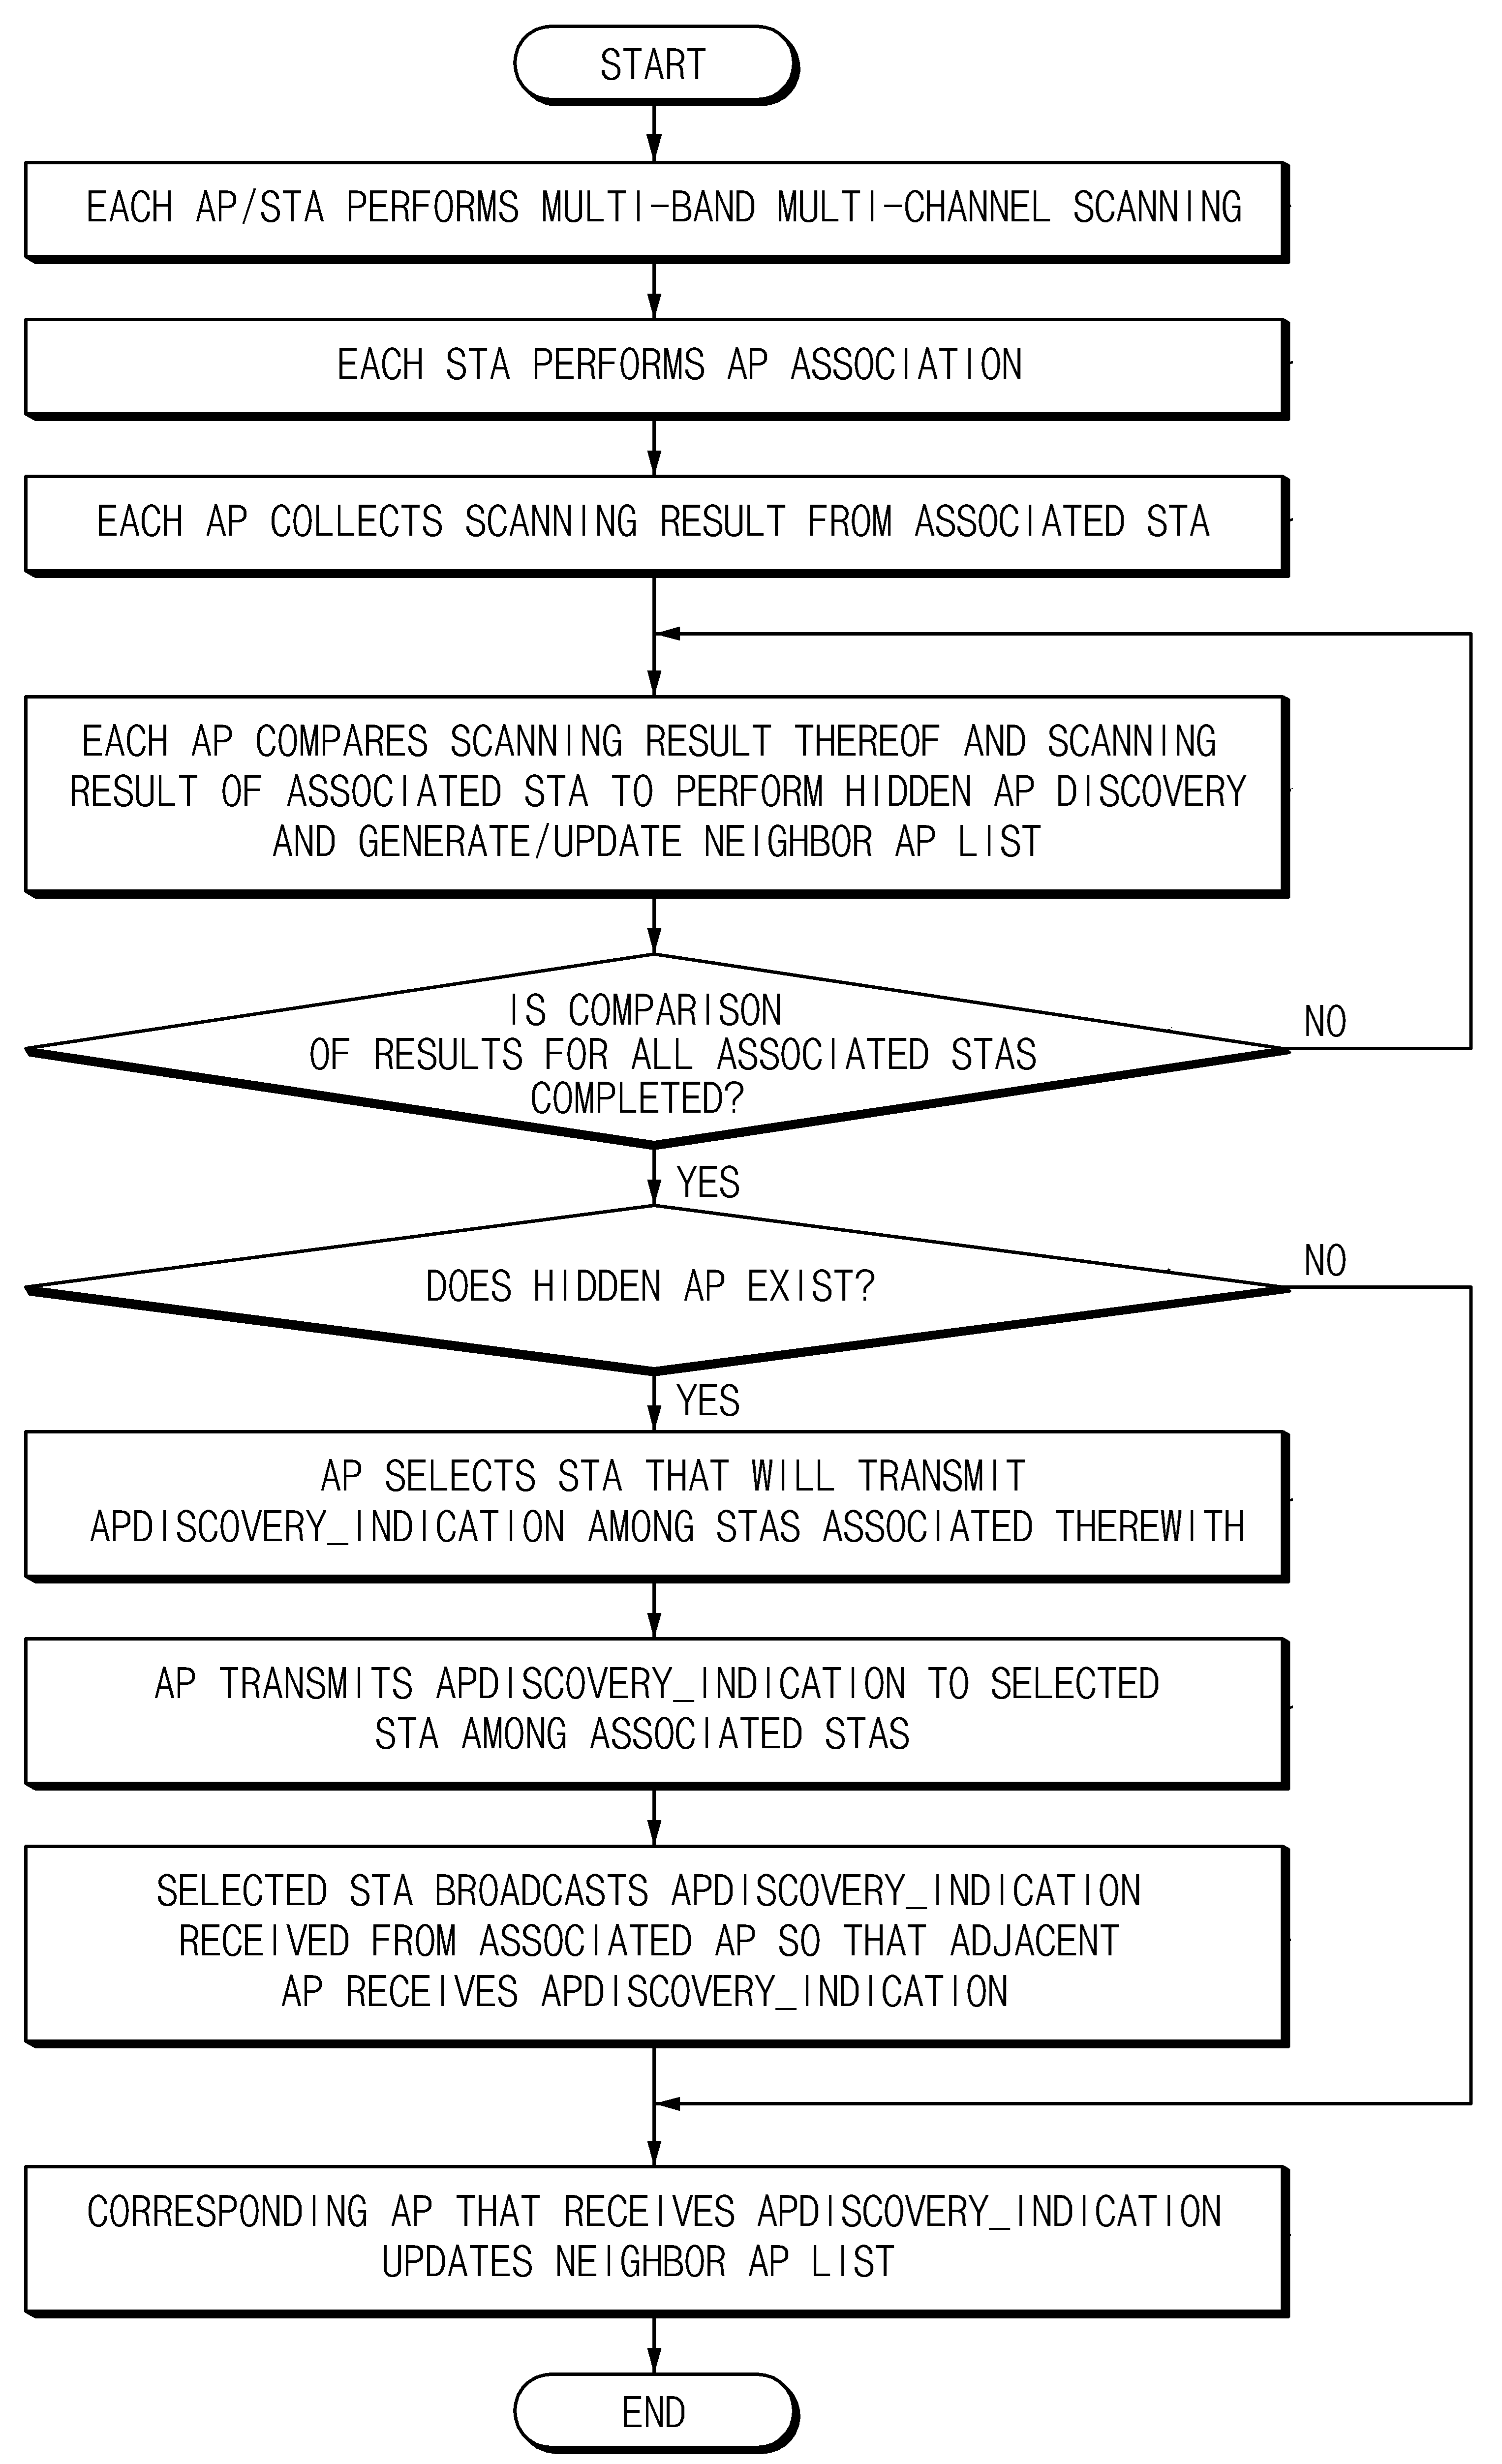 START
EACH AP/STA PERFORMS MULTI-BAND MULTI-CHANNEL SCANNING
EACH STA PERFORMS AP ASSOCIATION
EACH AP COLLECTS SCANNING RESULT FROM ASSOCIATED STA
EACH AP COMPARES SCANNING RESULT THEREOF AND SCANNING
RESULT OF ASSOCIATED STA TO PERFORM HIDDEN AP DISCOVERY
AND GENERATE/UPDATE NEIGHBOR AP LIST
IS COMPARISON
OF RESULTS FOR ALL ASSOCIATED STAS
COMPLETED?
NO
YES
DOES HIDDEN AP EXIST?
NO
YES
AP SELECTS STA THAT WILL TRANSMIT
APDISCOVERY_INDICATION AMONG STAS ASSOCIATED THEREWITH
AP TRANSMITS APDISCOVERY_INDICATION TO SELECTED
STA AMONG ASSOCIATED STAS
SELECTED STA BROADCASTS APDISCOVERY_INDICATION
RECEIVED FROM ASSOCIATED AP SO THAT ADJACENT
AP RECEIVES APDISCOVERY_INDICATION
CORRESPONDING AP THAT RECEIVES APDISCOVERY_INDICATION
UPDATES NEIGHBOR AP LIST
END